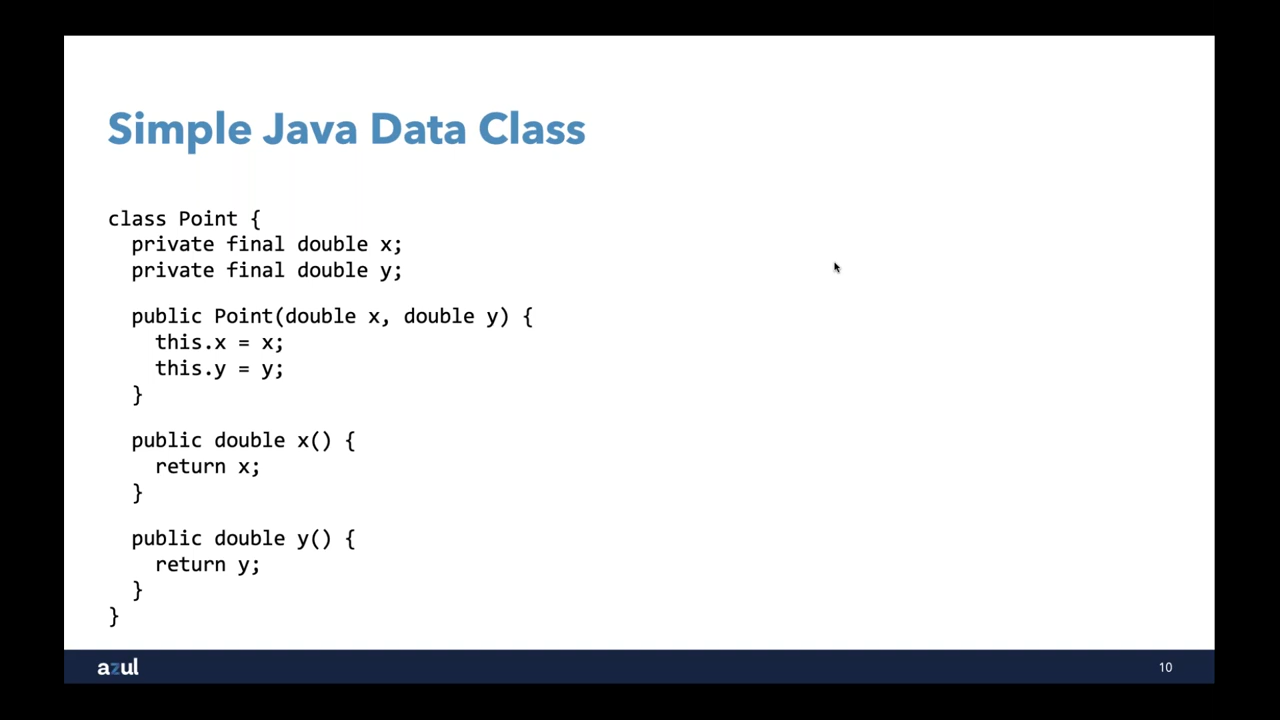 Simple Java Data Class
class Point {
  private final double x;
  private final double y;
  public Point(double x, double y) {
    this.x = x;
    this.y = y;
  }
  public double x() {
    return x;
  }
  public double y() {
    return y;
  }
}
azul
10